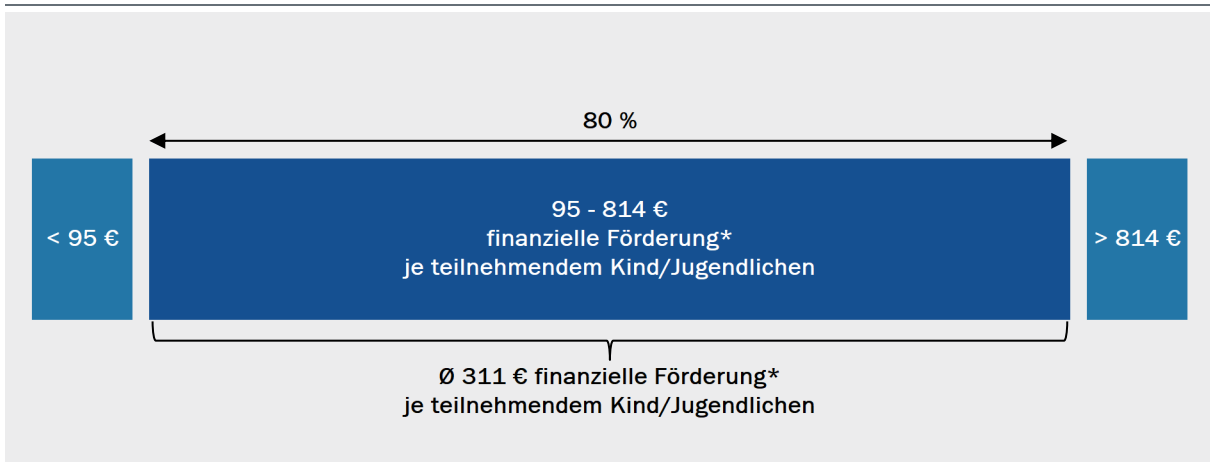 80 %
< 95 €
95 - 814 €
finanzielle Förderung*
je teilnehmendem Kind/Jugendlichen
> 814 €
Ø 311 € finanzielle Förderung*
je teilnehmendem Kind/Jugendlichen